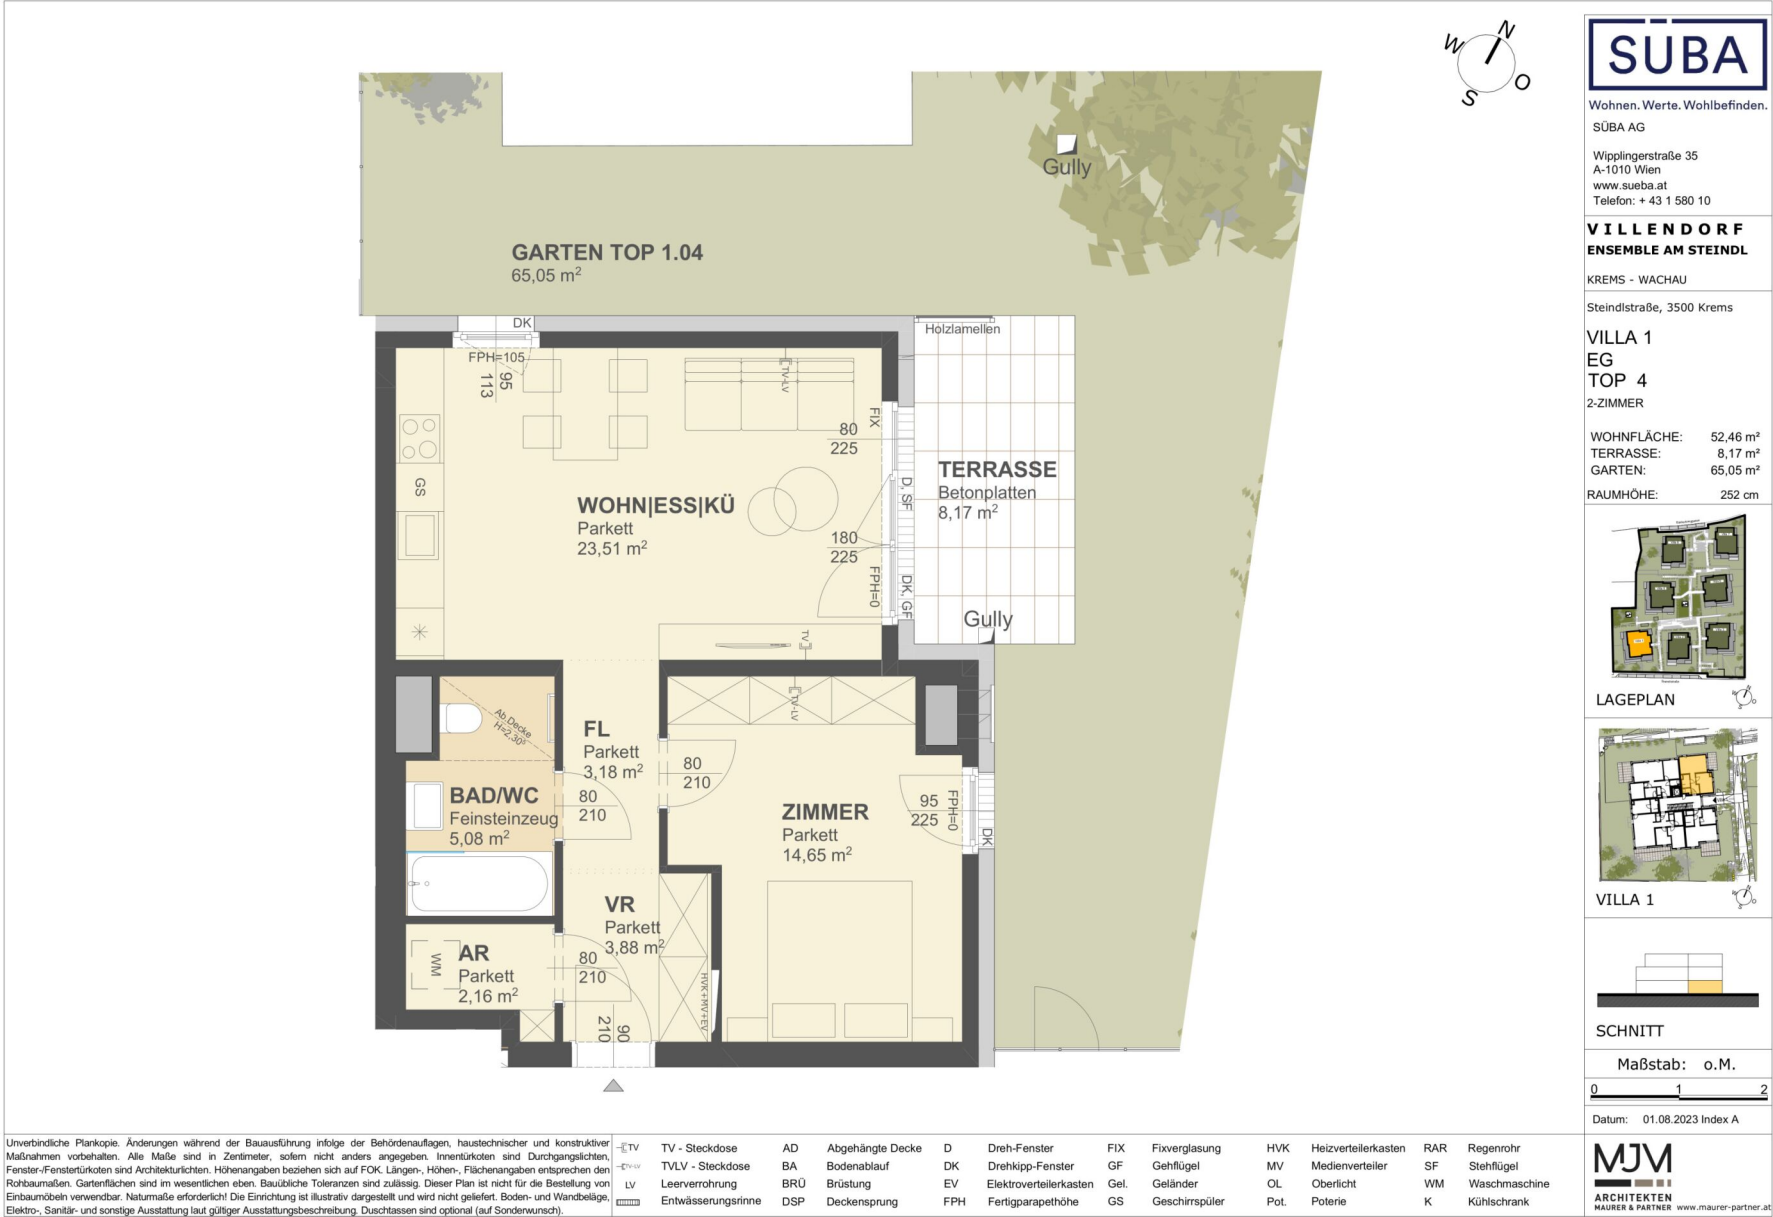 GARTEN TOP 1.04
65,05 m²
Gully
N
W
O
S
DK
FPH=105
95
113
Holzlamellen
TV-LV
FIX
80
225
GS
WOHN|ESS|KÜ
Parkett
23,51 m²
D, SF
TERRASSE
Betonplatten
8,17 m²
180
225
FPH=0
DK, GF
Gully
TV
Ab.Decke
H=2,30⁵
TV-LV
FL
Parkett
3,18 m²
80
210
BAD/WC
Feinsteinzeug
5,08 m²
80
210
ZIMMER
Parkett
14,65 m²
95
225
FPH=0
DK
VR
Parkett
3,88 m²
AR
Parkett
2,16 m²
WM
80
210
90
210
HVK+MV+EV
SÜBA
Wohnen. Werte. Wohlbefinden.
SÜBA AG
Wipplingerstraße 35
A-1010 Wien
www.sueba.at
Telefon: + 43 1 580 10
VILLENDORF
ENSEMBLE AM STEINDL
KREMS - WACHAU
Steindlstraße, 3500 Krems
VILLA 1
EG
TOP 4
2-ZIMMER
WOHNFLÄCHE: 52,46 m²
TERRASSE: 8,17 m²
GARTEN: 65,05 m²
RAUMHÖHE: 252 cm
LAGEPLAN
VILLA 1
SCHNITT
Maßstab: o.M.
0 1 2
Datum: 01.08.2023 Index A
MJM
ARCHITEKTEN
MAURER & PARTNER www.maurer-partner.at
Unverbindliche Plankopie. Änderungen während der Bauausführung infolge der Behördenauflagen, haustechnischer und konstruktiver
Maßnahmen vorbehalten. Alle Maße sind in Zentimeter, sofern nicht anders angegeben. Innentürkoten sind Durchgangslichten,
Fenster-/Fenstertürkoten sind Architekturlichten. Höhenangaben beziehen sich auf FOK. Längen-, Höhen-, Flächenangaben entsprechen den
Rohbaumaßen. Gartenflächen sind im wesentlichen eben. Bauübliche Toleranzen sind zulässig. Dieser Plan ist nicht für die Bestellung von
Einbaumöbeln verwendbar. Naturmaße erforderlich! Die Einrichtung ist illustrativ dargestellt und wird nicht geliefert. Boden- und Wandbeläge,
Elektro-, Sanitär- und sonstige Ausstattung laut gültiger Ausstattungsbeschreibung. Duschtassen sind optional (auf Sonderwunsch).
TV TV - Steckdose AD Abgehängte Decke D Dreh-Fenster FIX Fixverglasung HVK Heizverteilerkasten RAR Regenrohr
TV-LV TVLV - Steckdose BA Bodenablauf DK Drehkipp-Fenster GF Gehflügel MV Medienverteiler SF Stehflügel
LV Leerverrohrung BRÜ Brüstung EV Elektroverteilerkasten Gel. Geländer OL Oberlicht WM Waschmaschine
Entwässerungsrinne DSP Deckensprung FPH Fertigparapethöhe GS Geschirrspüler Pot. Poterie K Kühlschrank